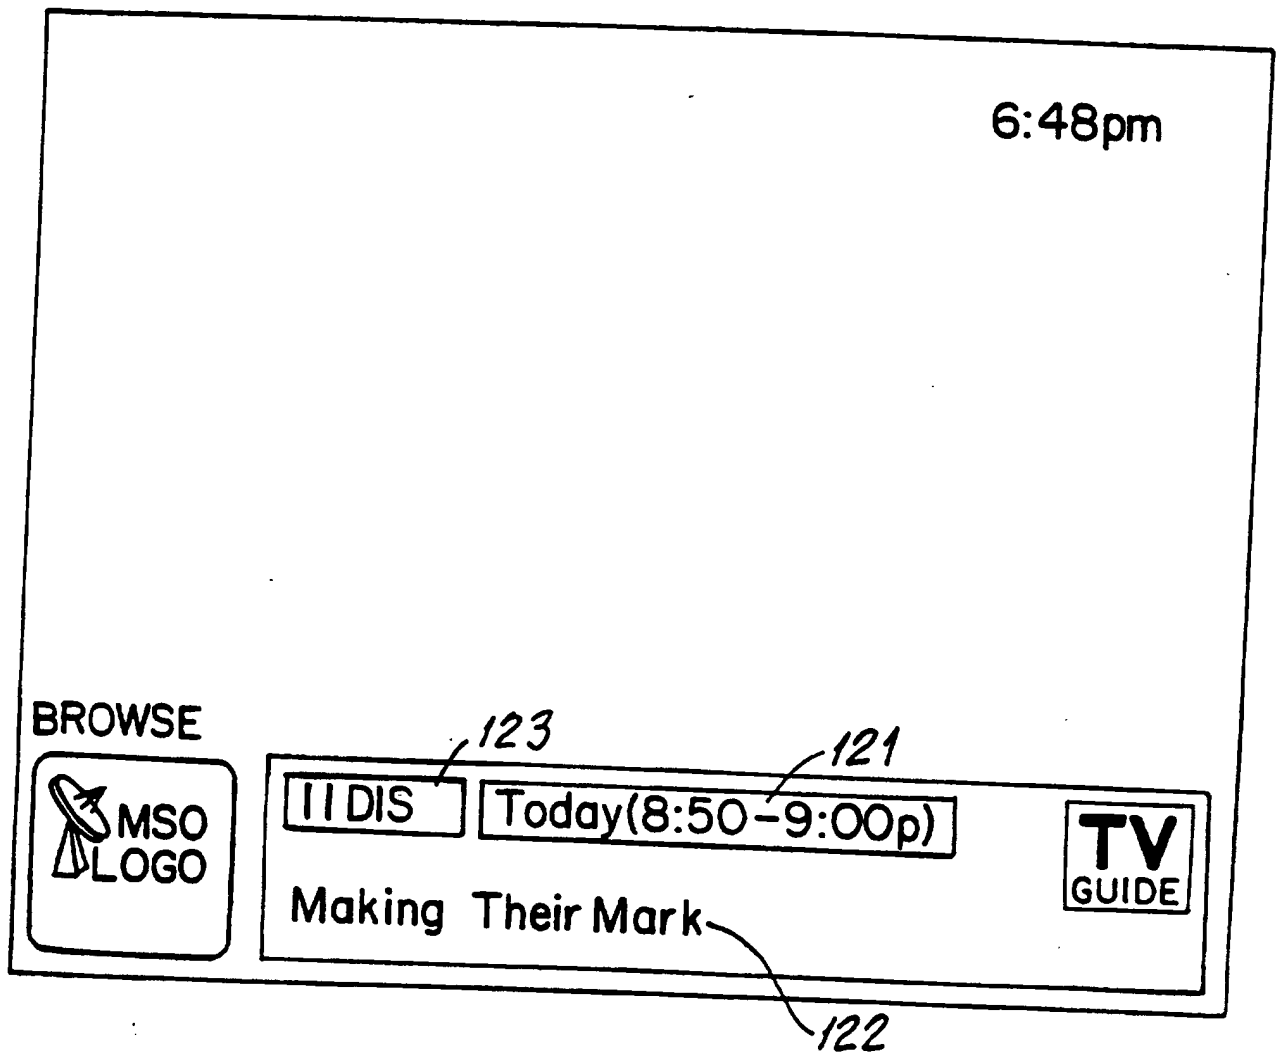 6:48pm
BROWSE
123
121
MSO
LOGO
11 DIS
Today(8:50-9:00p)
TV
GUIDE
Making Their Mark
122